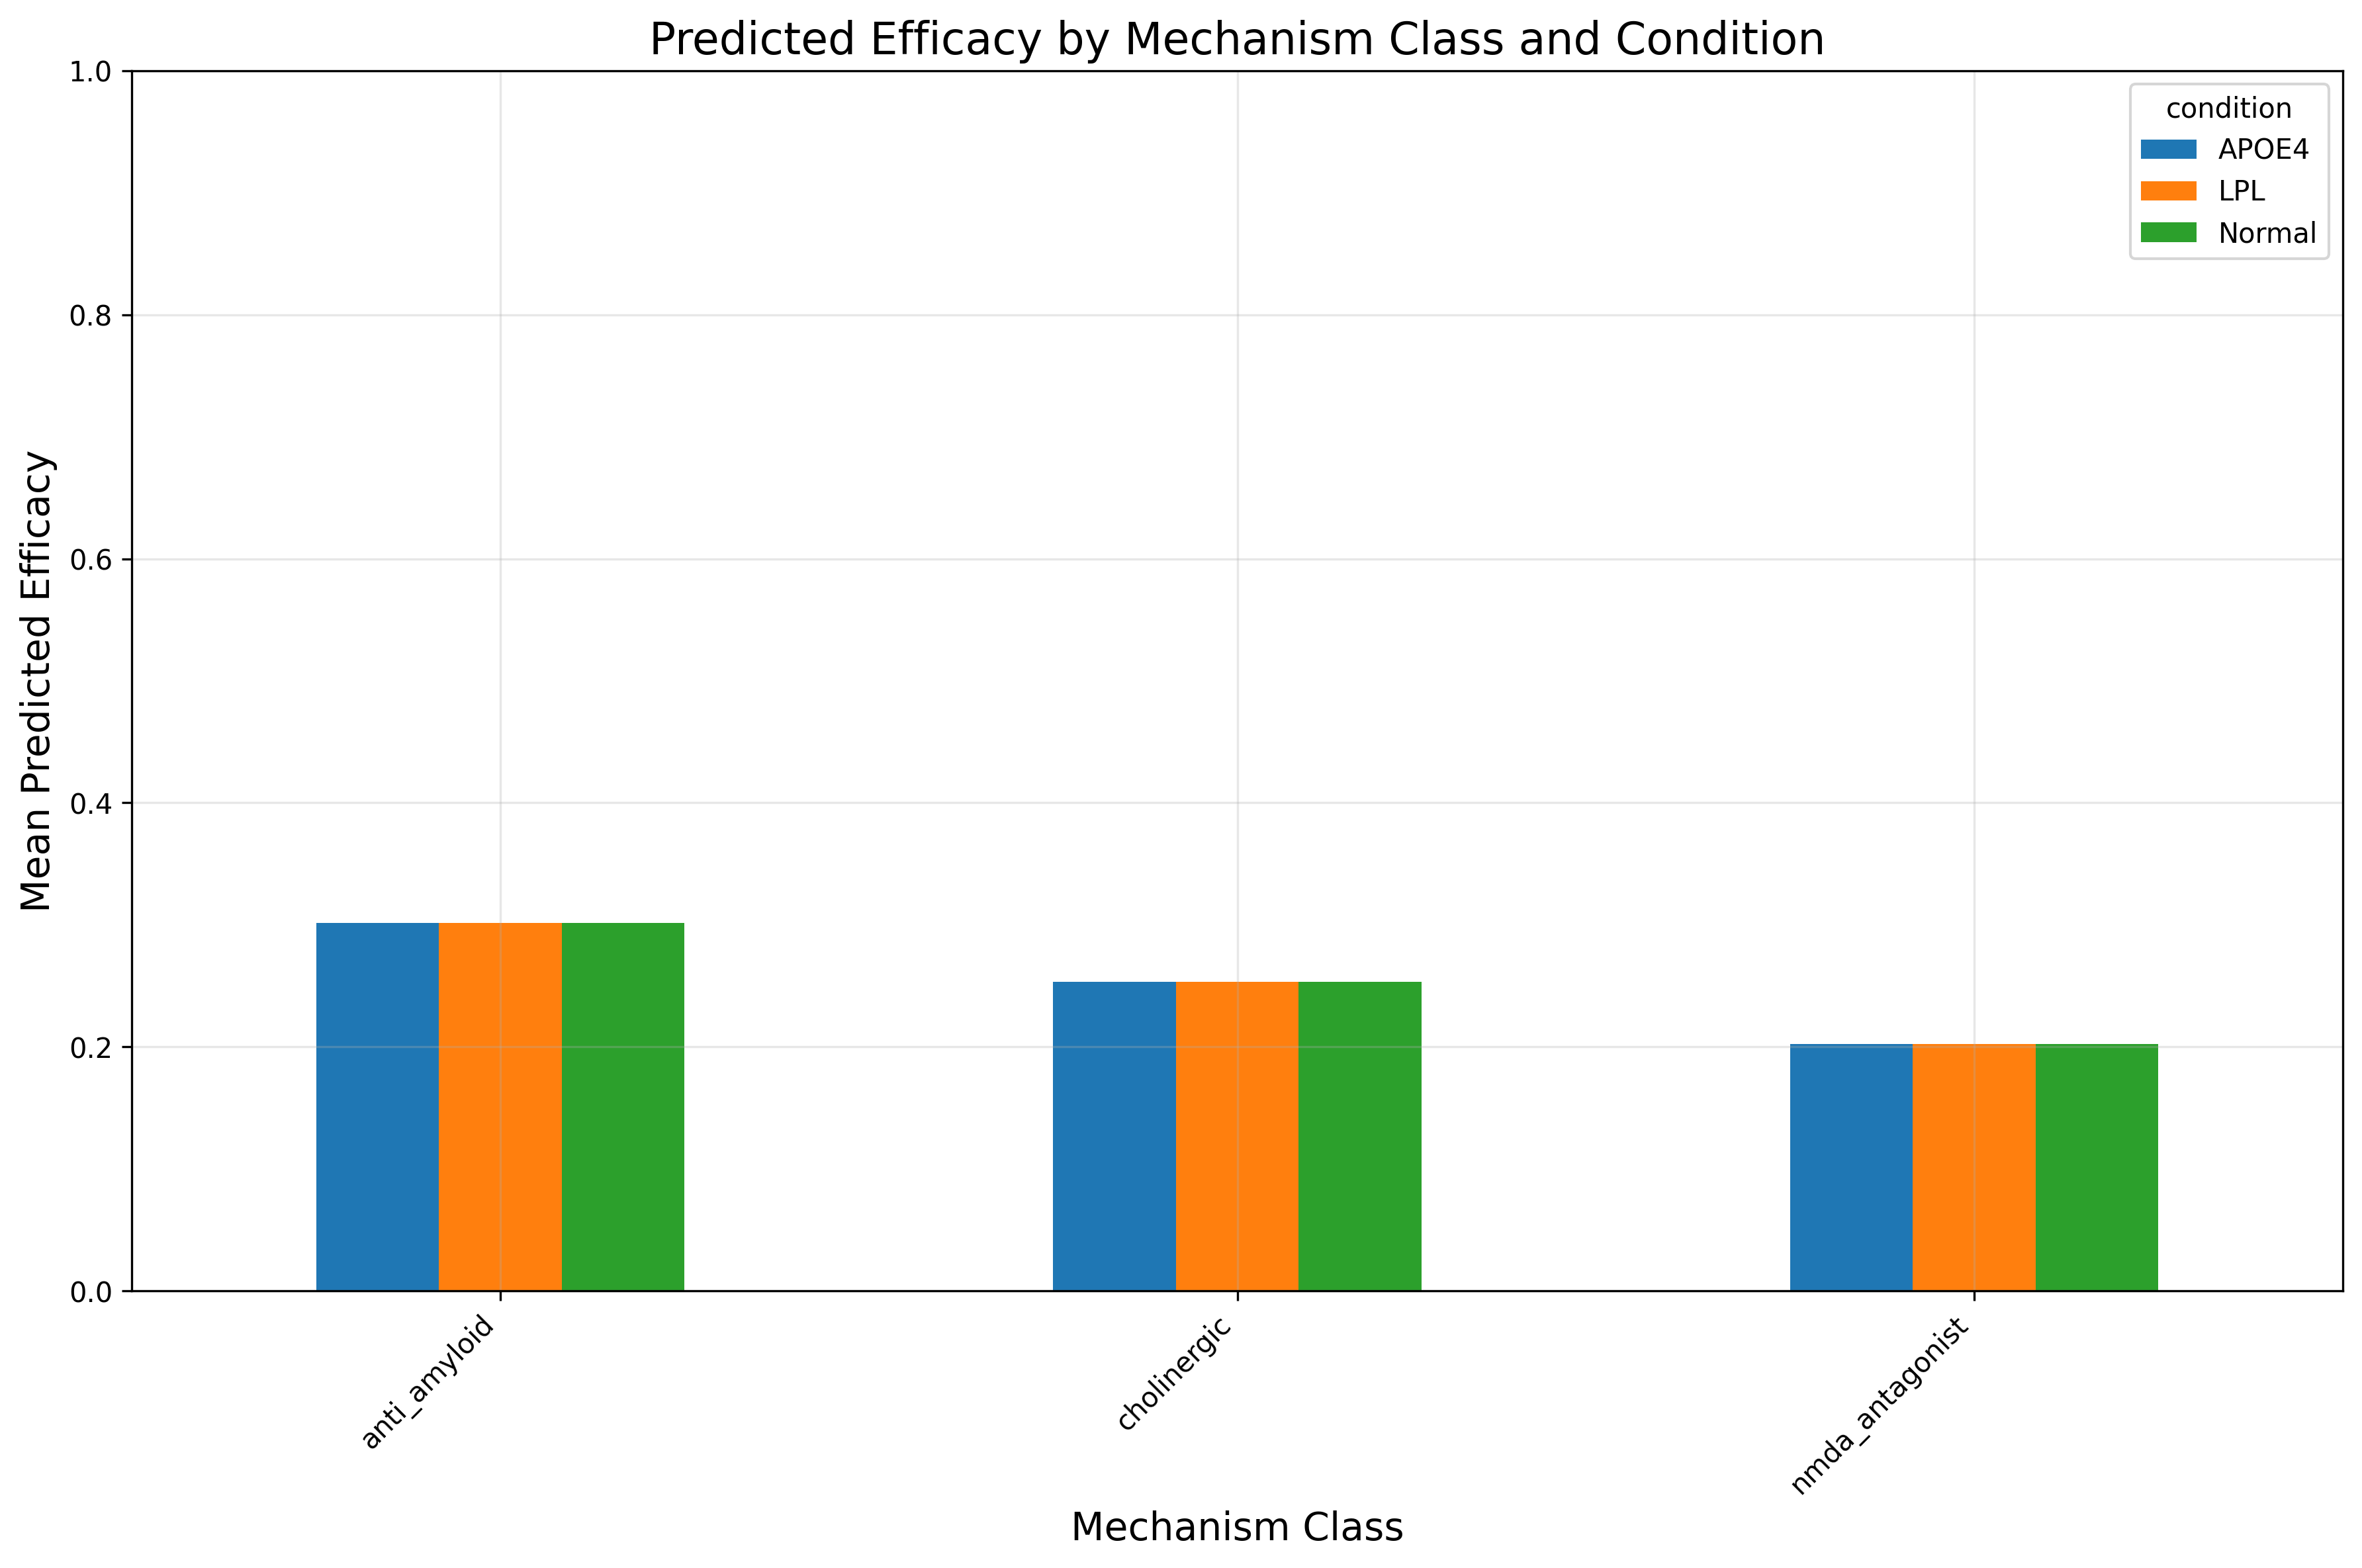 Predicted Efficacy by Mechanism Class and Condition
condition
APOE4
LPL
Normal
Mean Predicted Efficacy
1.0
0.8
0.6
0.4
0.2
0.0
anti_amyloid
cholinergic
nmda_antagonist
Mechanism Class